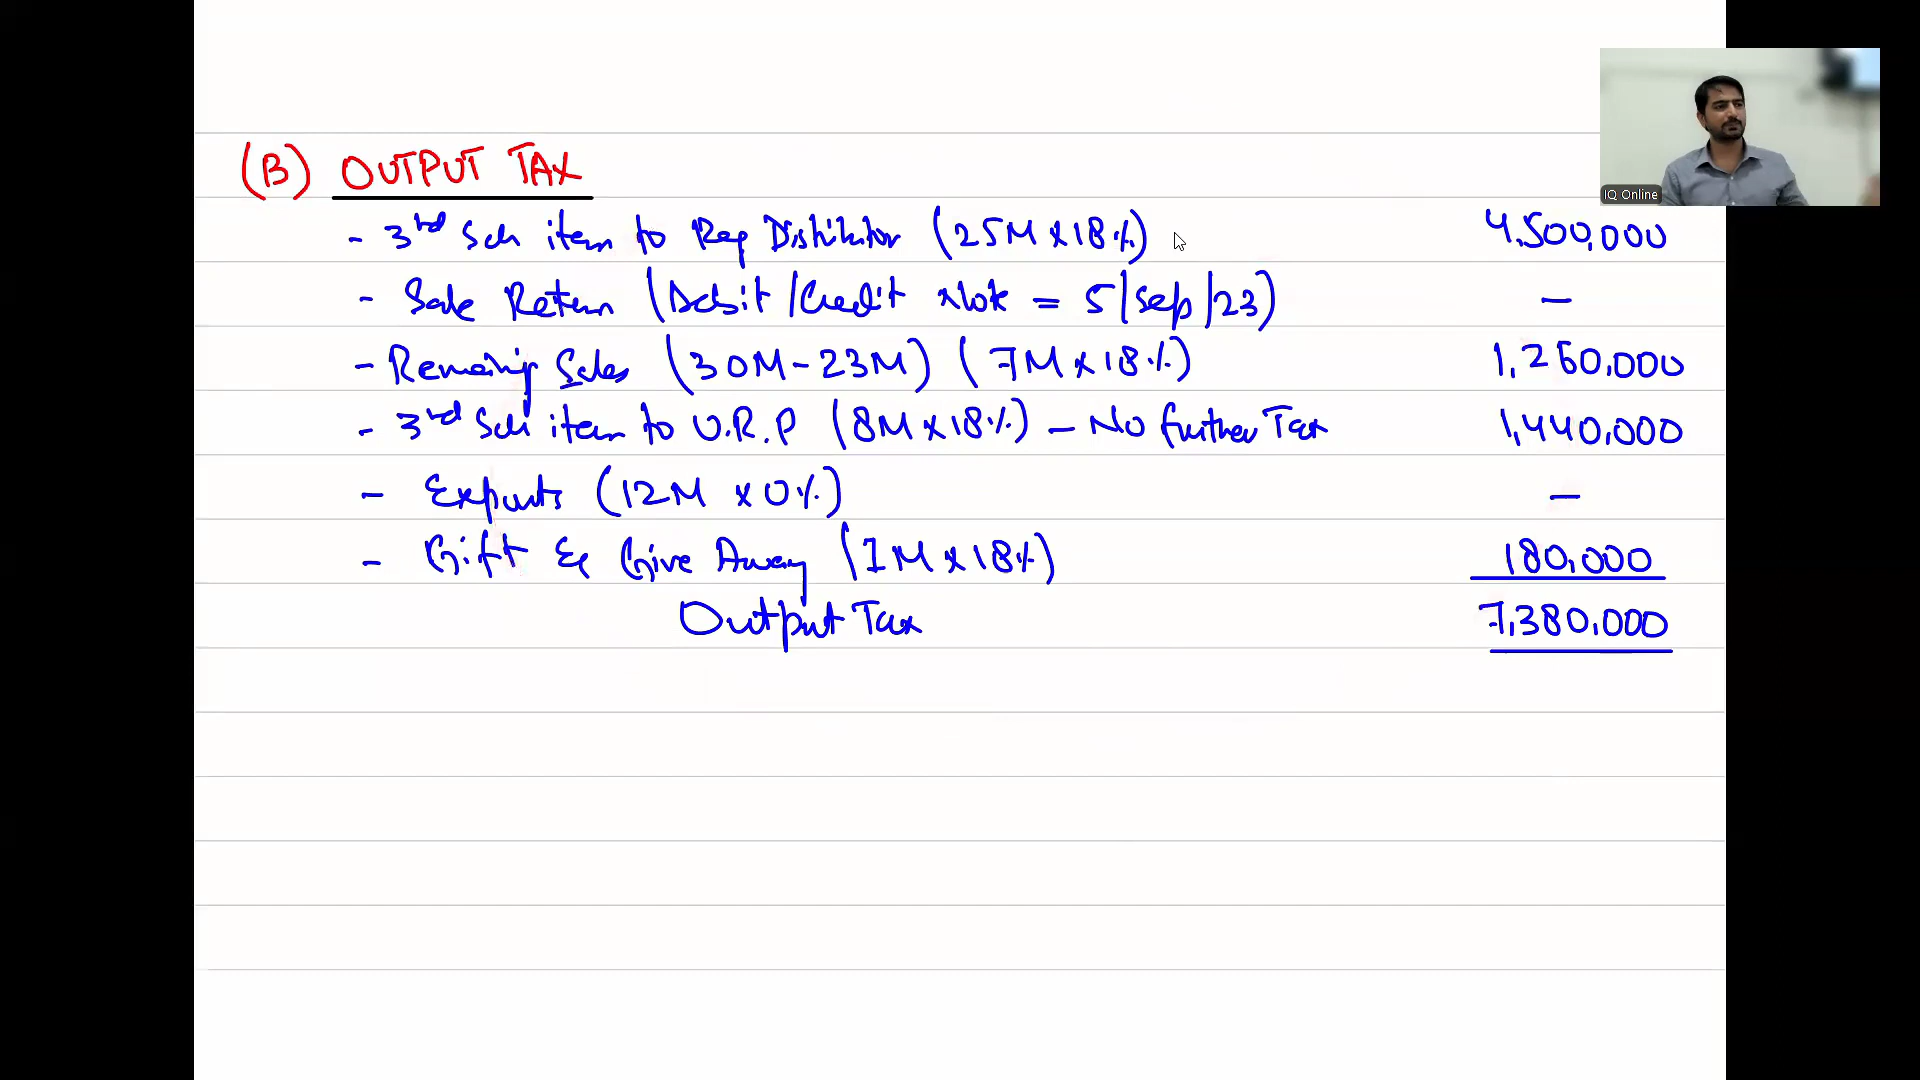 (B) OUTPUT TAX
- 3rd Sch item to Reg Distributor (25M x 18%) 4,500,000
- Sale Return (Debit/Credit Note = 5/Sep/23) —
- Remaining Sales (30M - 23M) (7M x 18%) 1,260,000
- 3rd Sch item to U.R.P (8M x 18%) - No further Tax 1,440,000
- Exports (12M x 0%) —
- Gift & Give Away (1M x 18%) 180,000
Output Tax 7,380,000
IQ Online